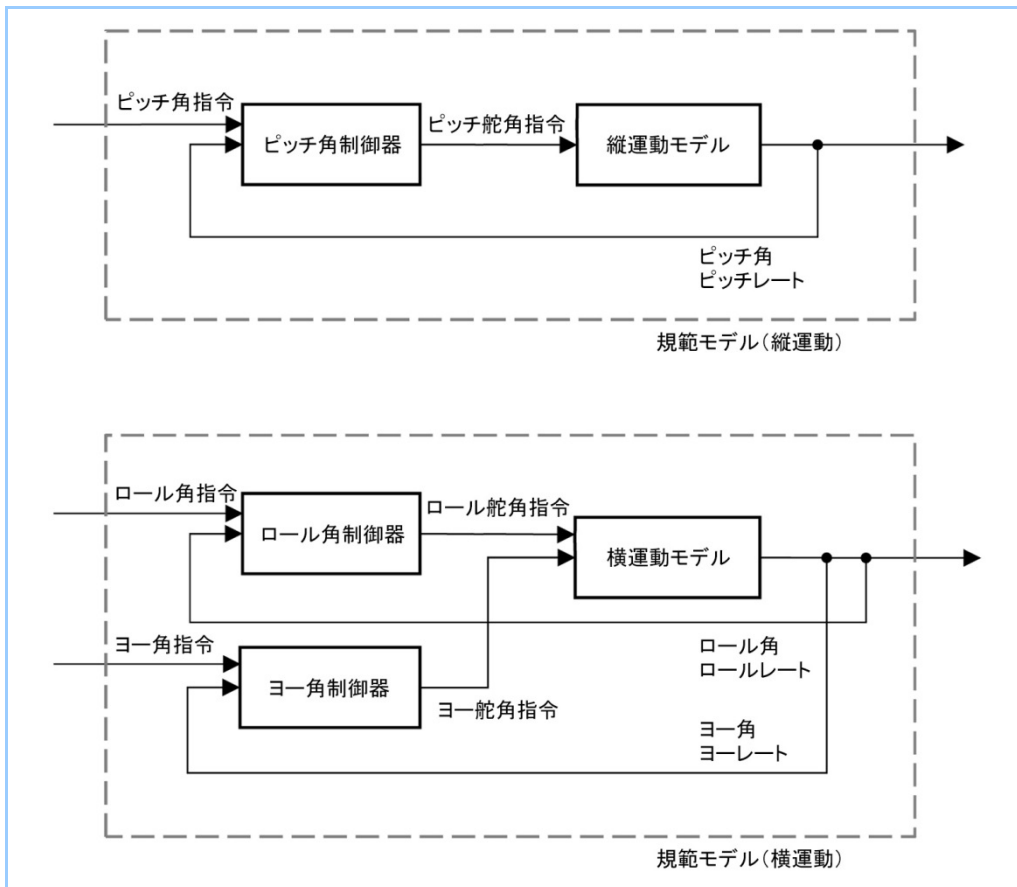 ピッチ角指令
ピッチ角制御器
ピッチ舵角指令
縦運動モデル
ピッチ角
ピッチレート
規範モデル(縦運動)
ロール角指令
ロール角制御器
ロール舵角指令
横運動モデル
ヨー角指令
ヨー角制御器
ヨー舵角指令
ロール角
ロールレート
ヨー角
ヨーレート
規範モデル(横運動)